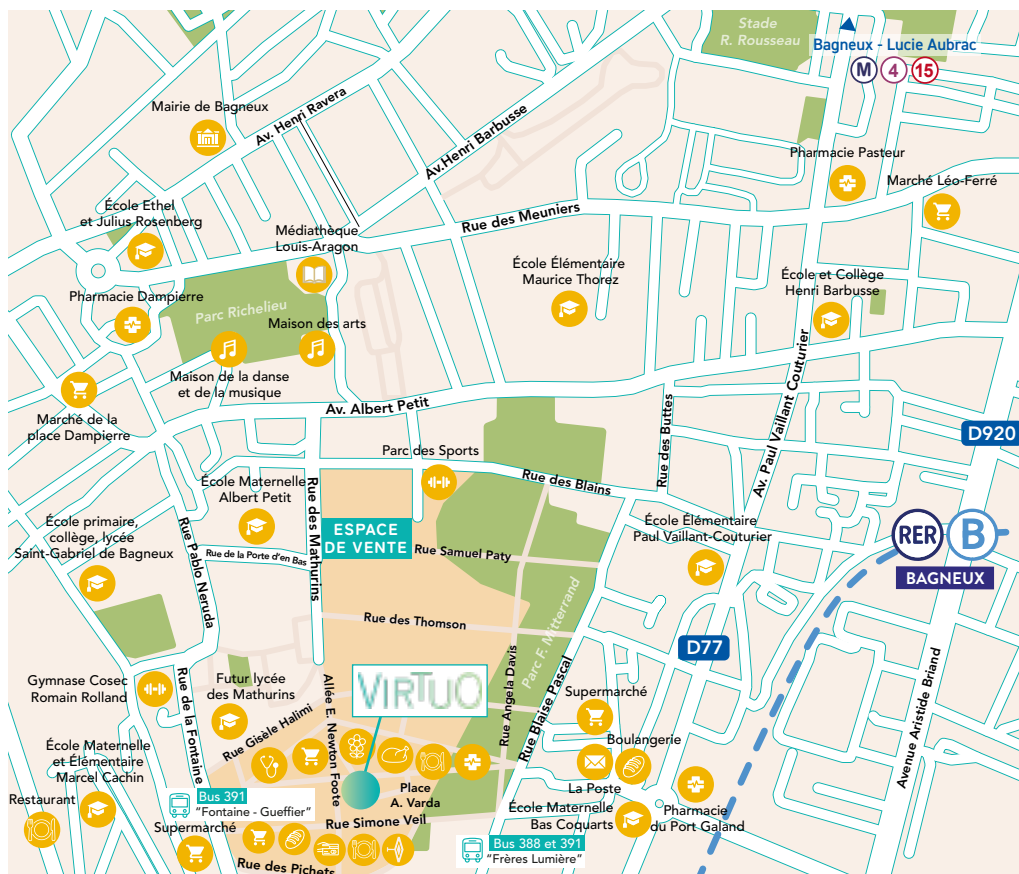 Stade
R. Rousseau
Bagneux - Lucie Aubrac
M 4 15
Mairie de Bagneux
Av. Henri Ravera
Av.Henri Barbusse
Pharmacie Pasteur
Marché Léo-Ferré
École Ethel
et Julius Rosenberg
Médiathèque
Louis-Aragon
Rue des Meuniers
École Élémentaire
Maurice Thorez
École et Collège
Henri Barbusse
Pharmacie Dampierre
Parc Richelieu
Maison des arts
Maison de la danse
et de la musique
Av. Paul Vaillant Couturier
Marché de la
place Dampierre
Av. Albert Petit
Rue des Buttes
D920
Parc des Sports
Rue des Blains
École Maternelle
Albert Petit
Rue des Mathurins
ESPACE
DE VENTE
Rue Samuel Paty
École Élémentaire
Paul Vaillant-Couturier
École primaire,
collège, lycée
Saint-Gabriel de Bagneux
Rue Pablo Neruda
Rue de la Porte d'en Bas
RER B
BAGNEUX
Rue des Thomson
Parc F. Mitterrand
D77
Rue Angela Davis
Rue Blaise Pascal
Avenue Aristide Briand
Gymnase Cosec
Romain Rolland
Rue de la Fontaine
Futur lycée
des Mathurins
Rue Gisèle Halimi
Allée E. Newton Foote
VIRTUO
Supermarché
Boulangerie
La Poste
École Maternelle
et Élémentaire
Marcel Cachin
Restaurant
Bus 391
"Fontaine - Gueffier"
Place
A. Varda
Rue Simone Veil
École Maternelle
Bas Coquarts
Pharmacie
du Port Galand
Supermarché
Rue des Pichets
Bus 388 et 391
"Frères Lumière"